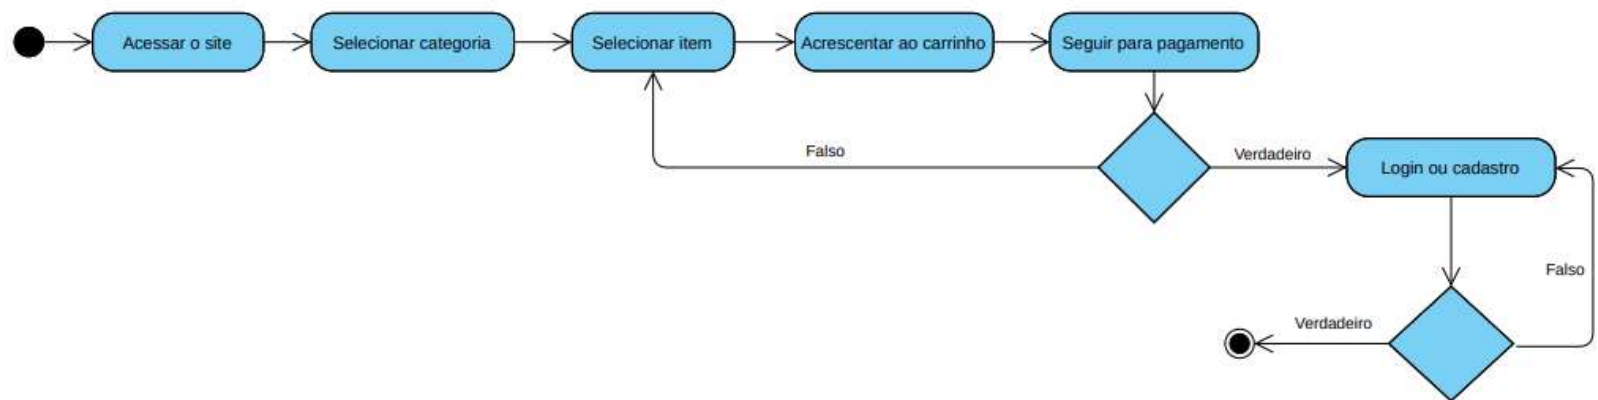 Acessar o site
Selecionar categoria
Selecionar item
Acrescentar ao carrinho
Seguir para pagamento
Falso
Verdadeiro
Login ou cadastro
Falso
Verdadeiro